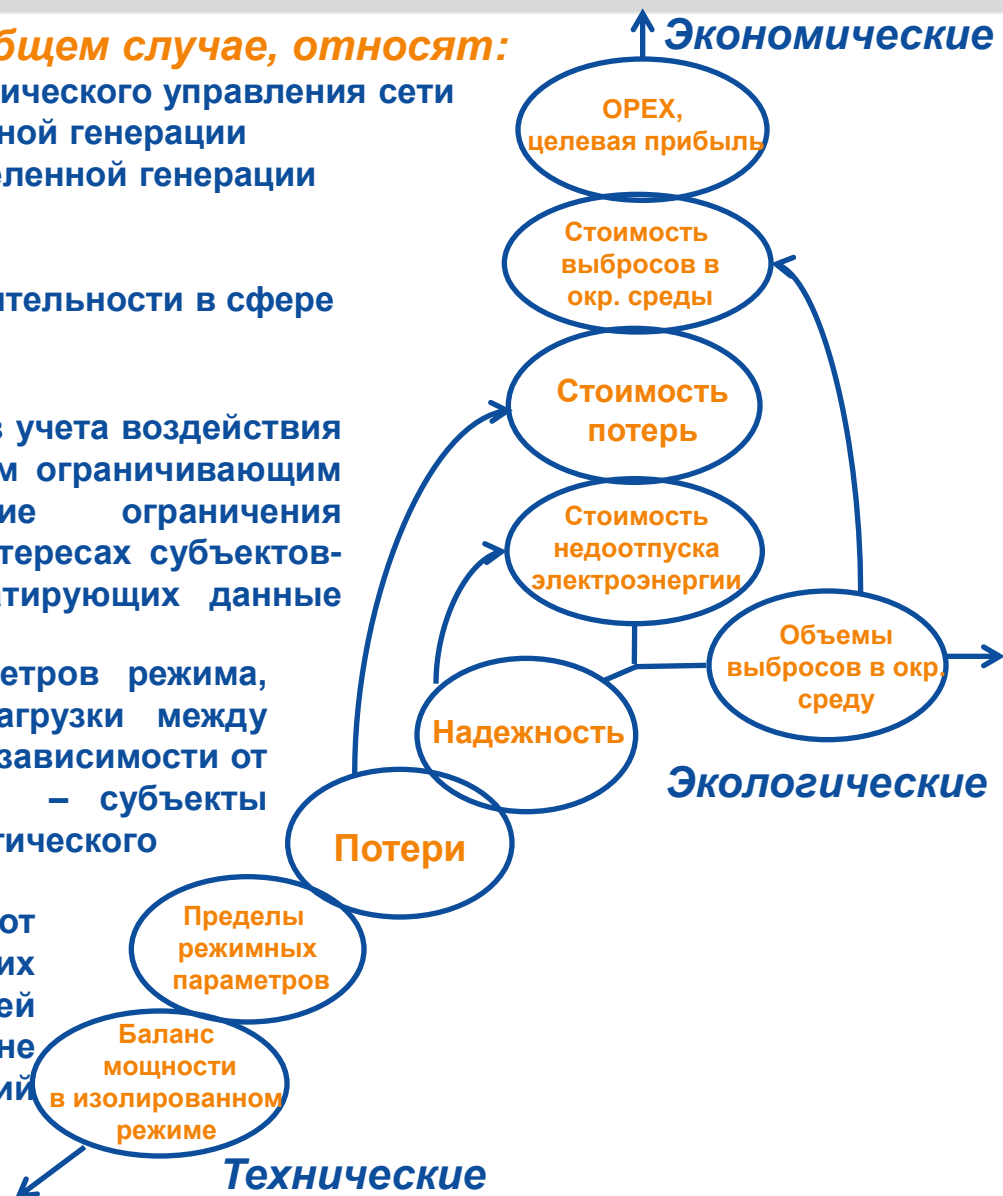 бщем случае, относят:
ического управления сети
ной генерации
еленной генерации
ительности в сфере
в учета воздействия
м ограничивающим
ие ограничения
тересах субъектов-
атирующих данные
етров режима,
агрузки между
зависимости от
– субъекты
гического
от
их
ей
не
ий
Экономические
OPEX,
целевая прибыль
Стоимость
выбросов в
окр. среды
Стоимость
потерь
Стоимость
недоотпуска
электроэнергии
Объемы
выбросов в окр.
среду
Экологические
Надежность
Потери
Пределы
режимных
параметров
Баланс
мощности
в изолированном
режиме
Технические